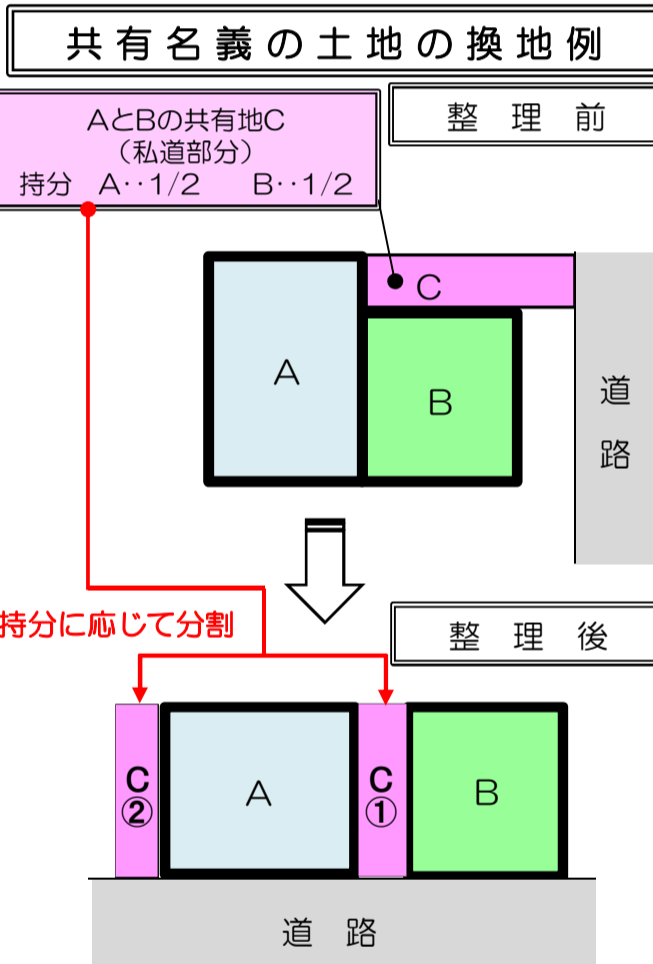 共有名義の土地の換地例
AとBの共有地C
（私道部分）
持分　A‥1/2　　B‥1/2
整　理　前
C
A
B
道
路
持分に応じて分割
整　理　後
C
②
A
C
①
B
道　路